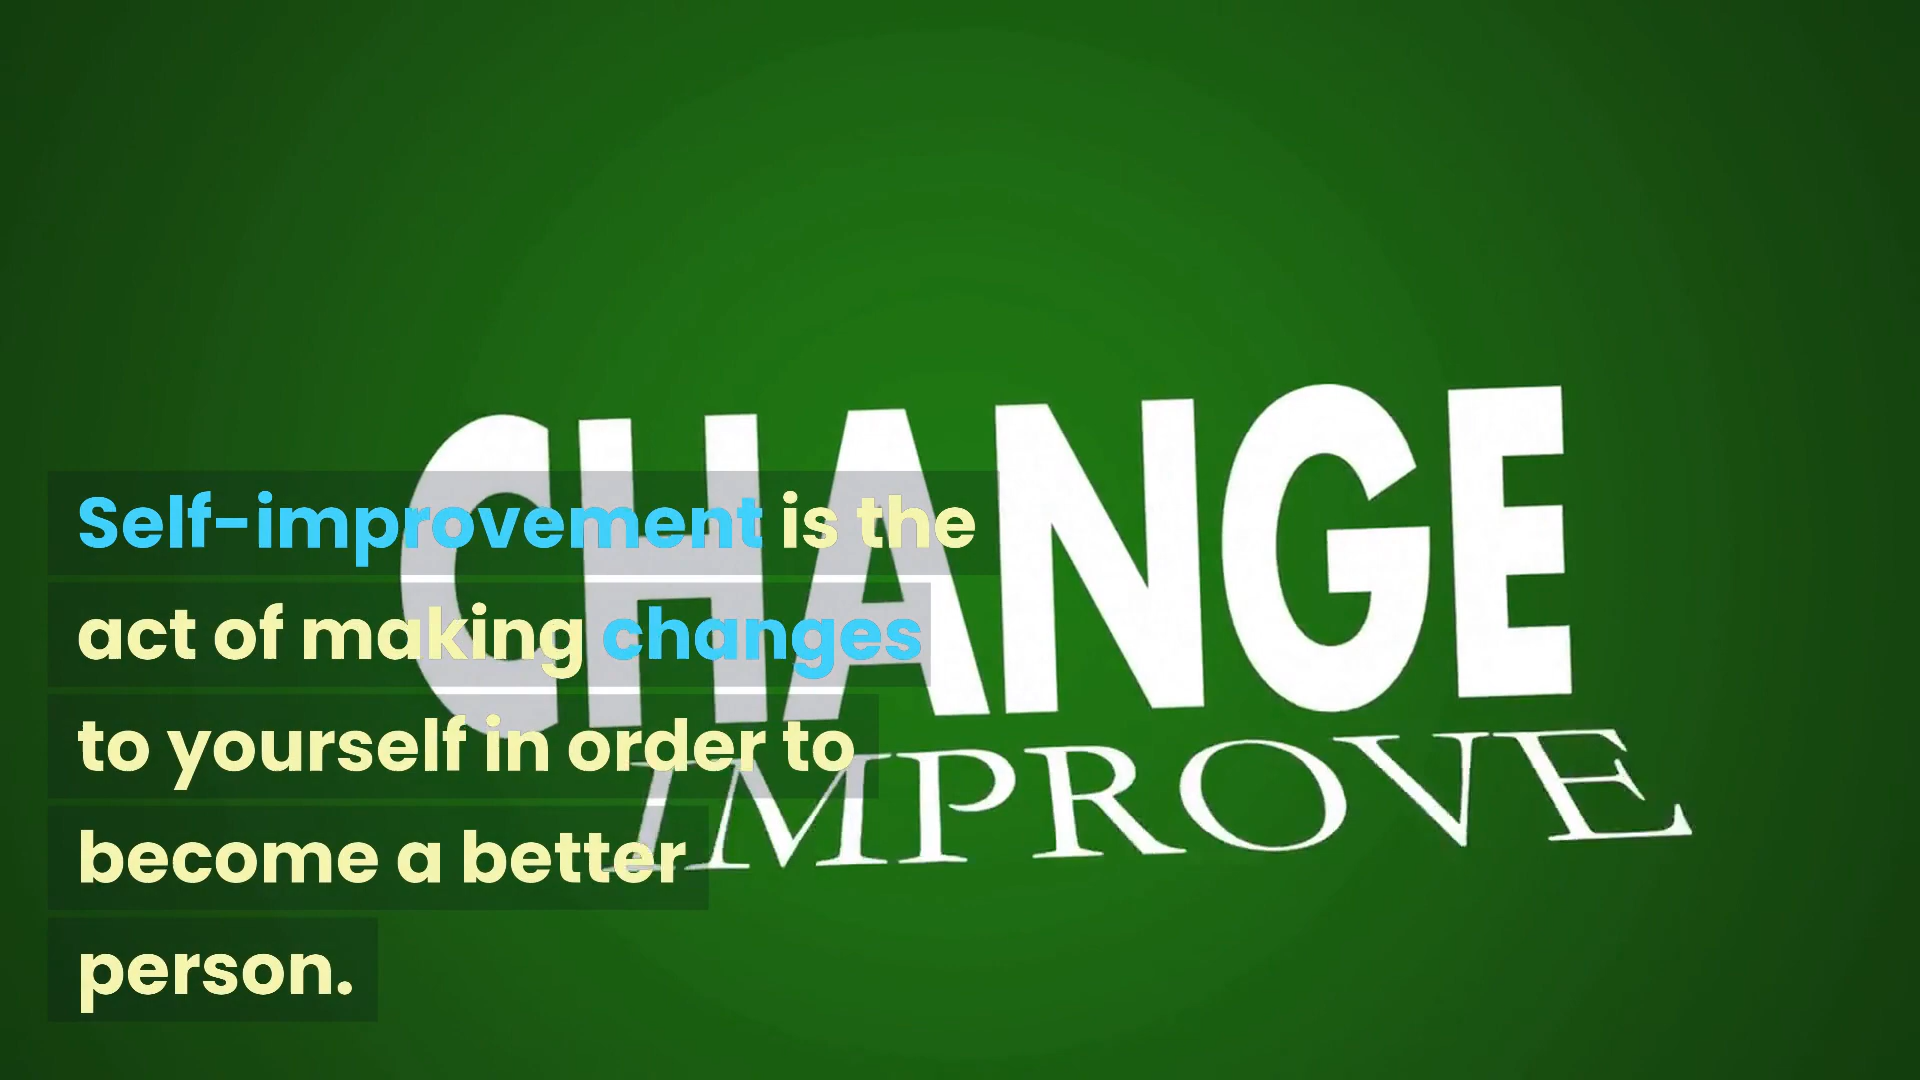 CHANGE
IMPROVE
Self-improvement is the
act of making changes
to yourself in order to
become a better
person.